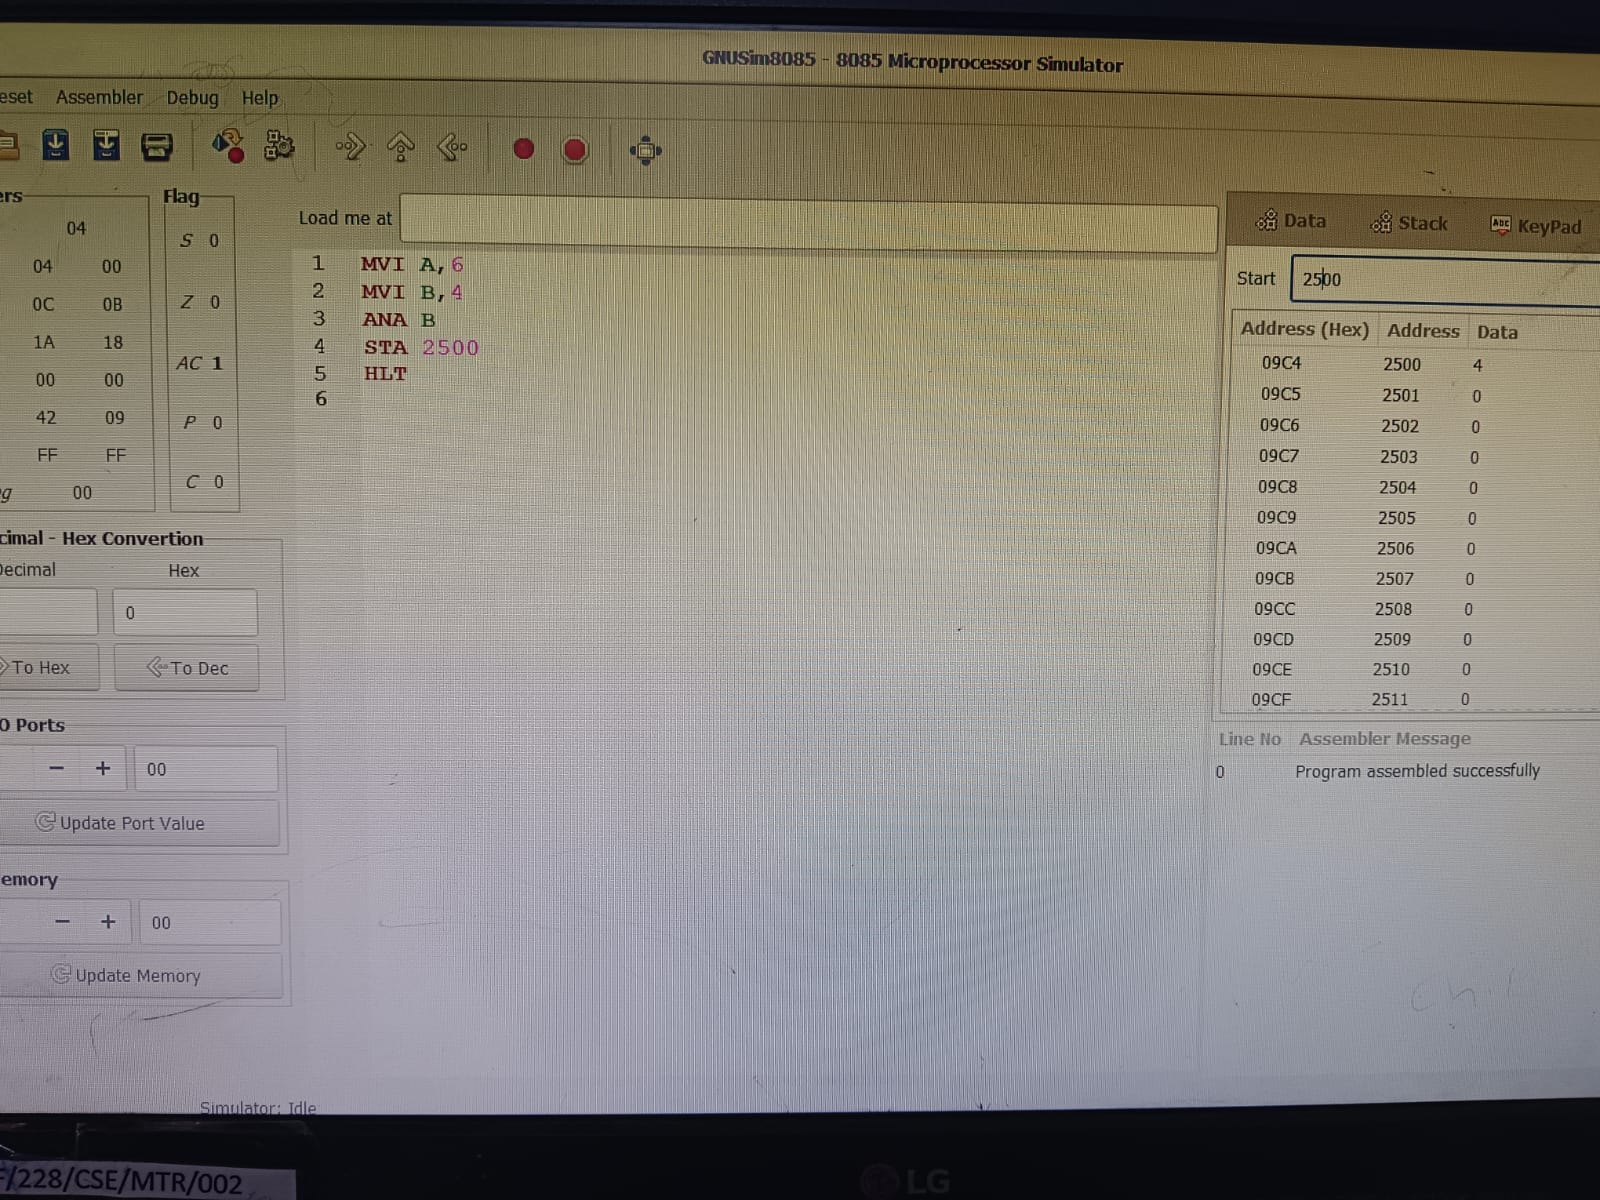 GNUSim8085 - 8085 Microprocessor Simulator
eset Assembler Debug Help
ers
04
04 00
0C 0B
1A 18
00 00
42 09
FF FF
g 00
Flag
S 0
Z 0
AC 1
P 0
C 0
Load me at
1 MVI A, 6
2 MVI B, 4
3 ANA B
4 STA 2500
5 HLT
6
cimal - Hex Convertion
Decimal Hex
0
To Hex To Dec
O Ports
− + 00
Update Port Value
emory
− + 00
Update Memory
Data Stack KeyPad
Start 2500
Address (Hex) Address Data
09C4 2500 4
09C5 2501 0
09C6 2502 0
09C7 2503 0
09C8 2504 0
09C9 2505 0
09CA 2506 0
09CB 2507 0
09CC 2508 0
09CD 2509 0
09CE 2510 0
09CF 2511 0
Line No Assembler Message
0 Program assembled successfully
Simulator: Idle
/228/CSE/MTR/002
LG